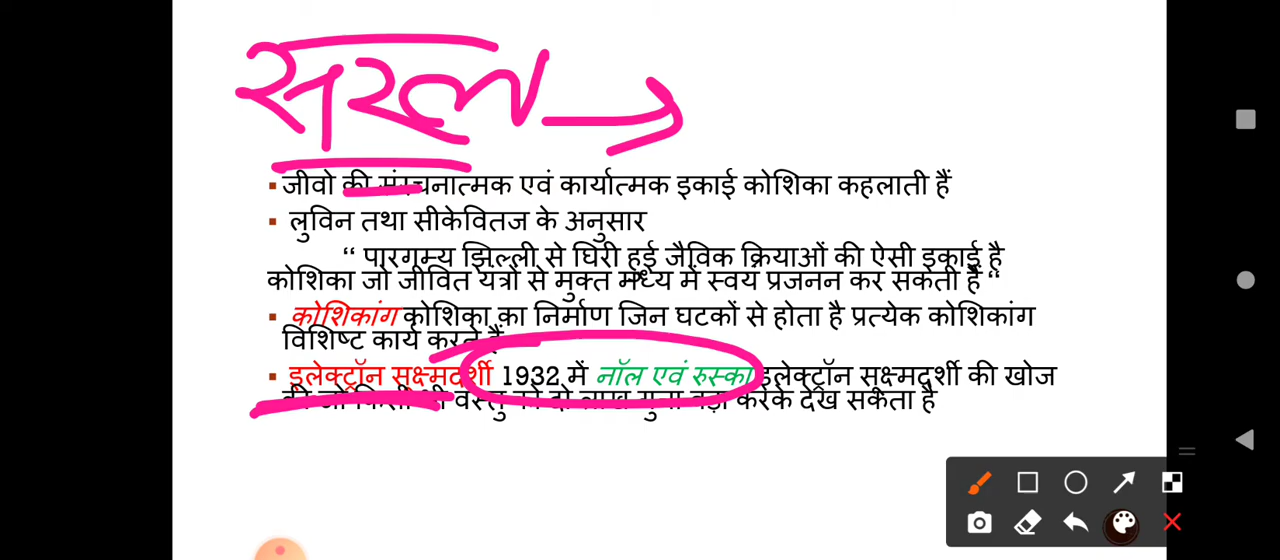 सरल
जीवो की संरचनात्मक एवं कार्यात्मक इकाई कोशिका कहलाती हैं
लुविन तथा सीकेवितज के अनुसार
“ पारगम्य झिल्ली से घिरी हुई जैविक क्रियाओं की ऐसी इकाई है
कोशिका जो जीवित यंत्रों से मुक्त मध्य में स्वयं प्रजनन कर सकती है “
कोशिकांग कोशिका का निर्माण जिन घटकों से होता है प्रत्येक कोशिकांग
विशिष्ट कार्य करते हैं
इलेक्ट्रॉन सूक्ष्मदर्शी 1932 में नॉल एवं रुस्का इलेक्ट्रॉन सूक्ष्मदर्शी की खोज
की जो किसी भी वस्तु को दो लाख गुना बड़ा करके देख सकता है